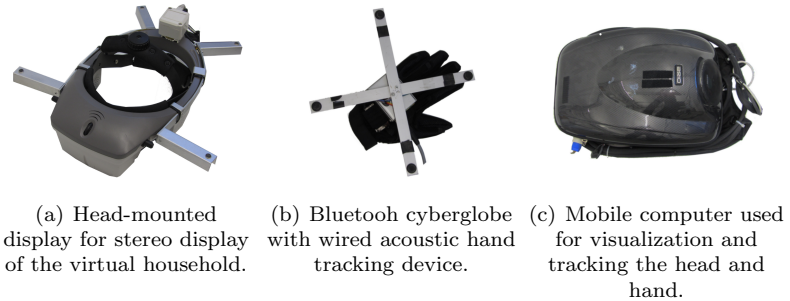 (a) Head-mounted
display for stereo display
of the virtual household.
(b) Bluetooh cyberglobe
with wired acoustic hand
tracking device.
(c) Mobile computer used
for visualization and
tracking the head and
hand.